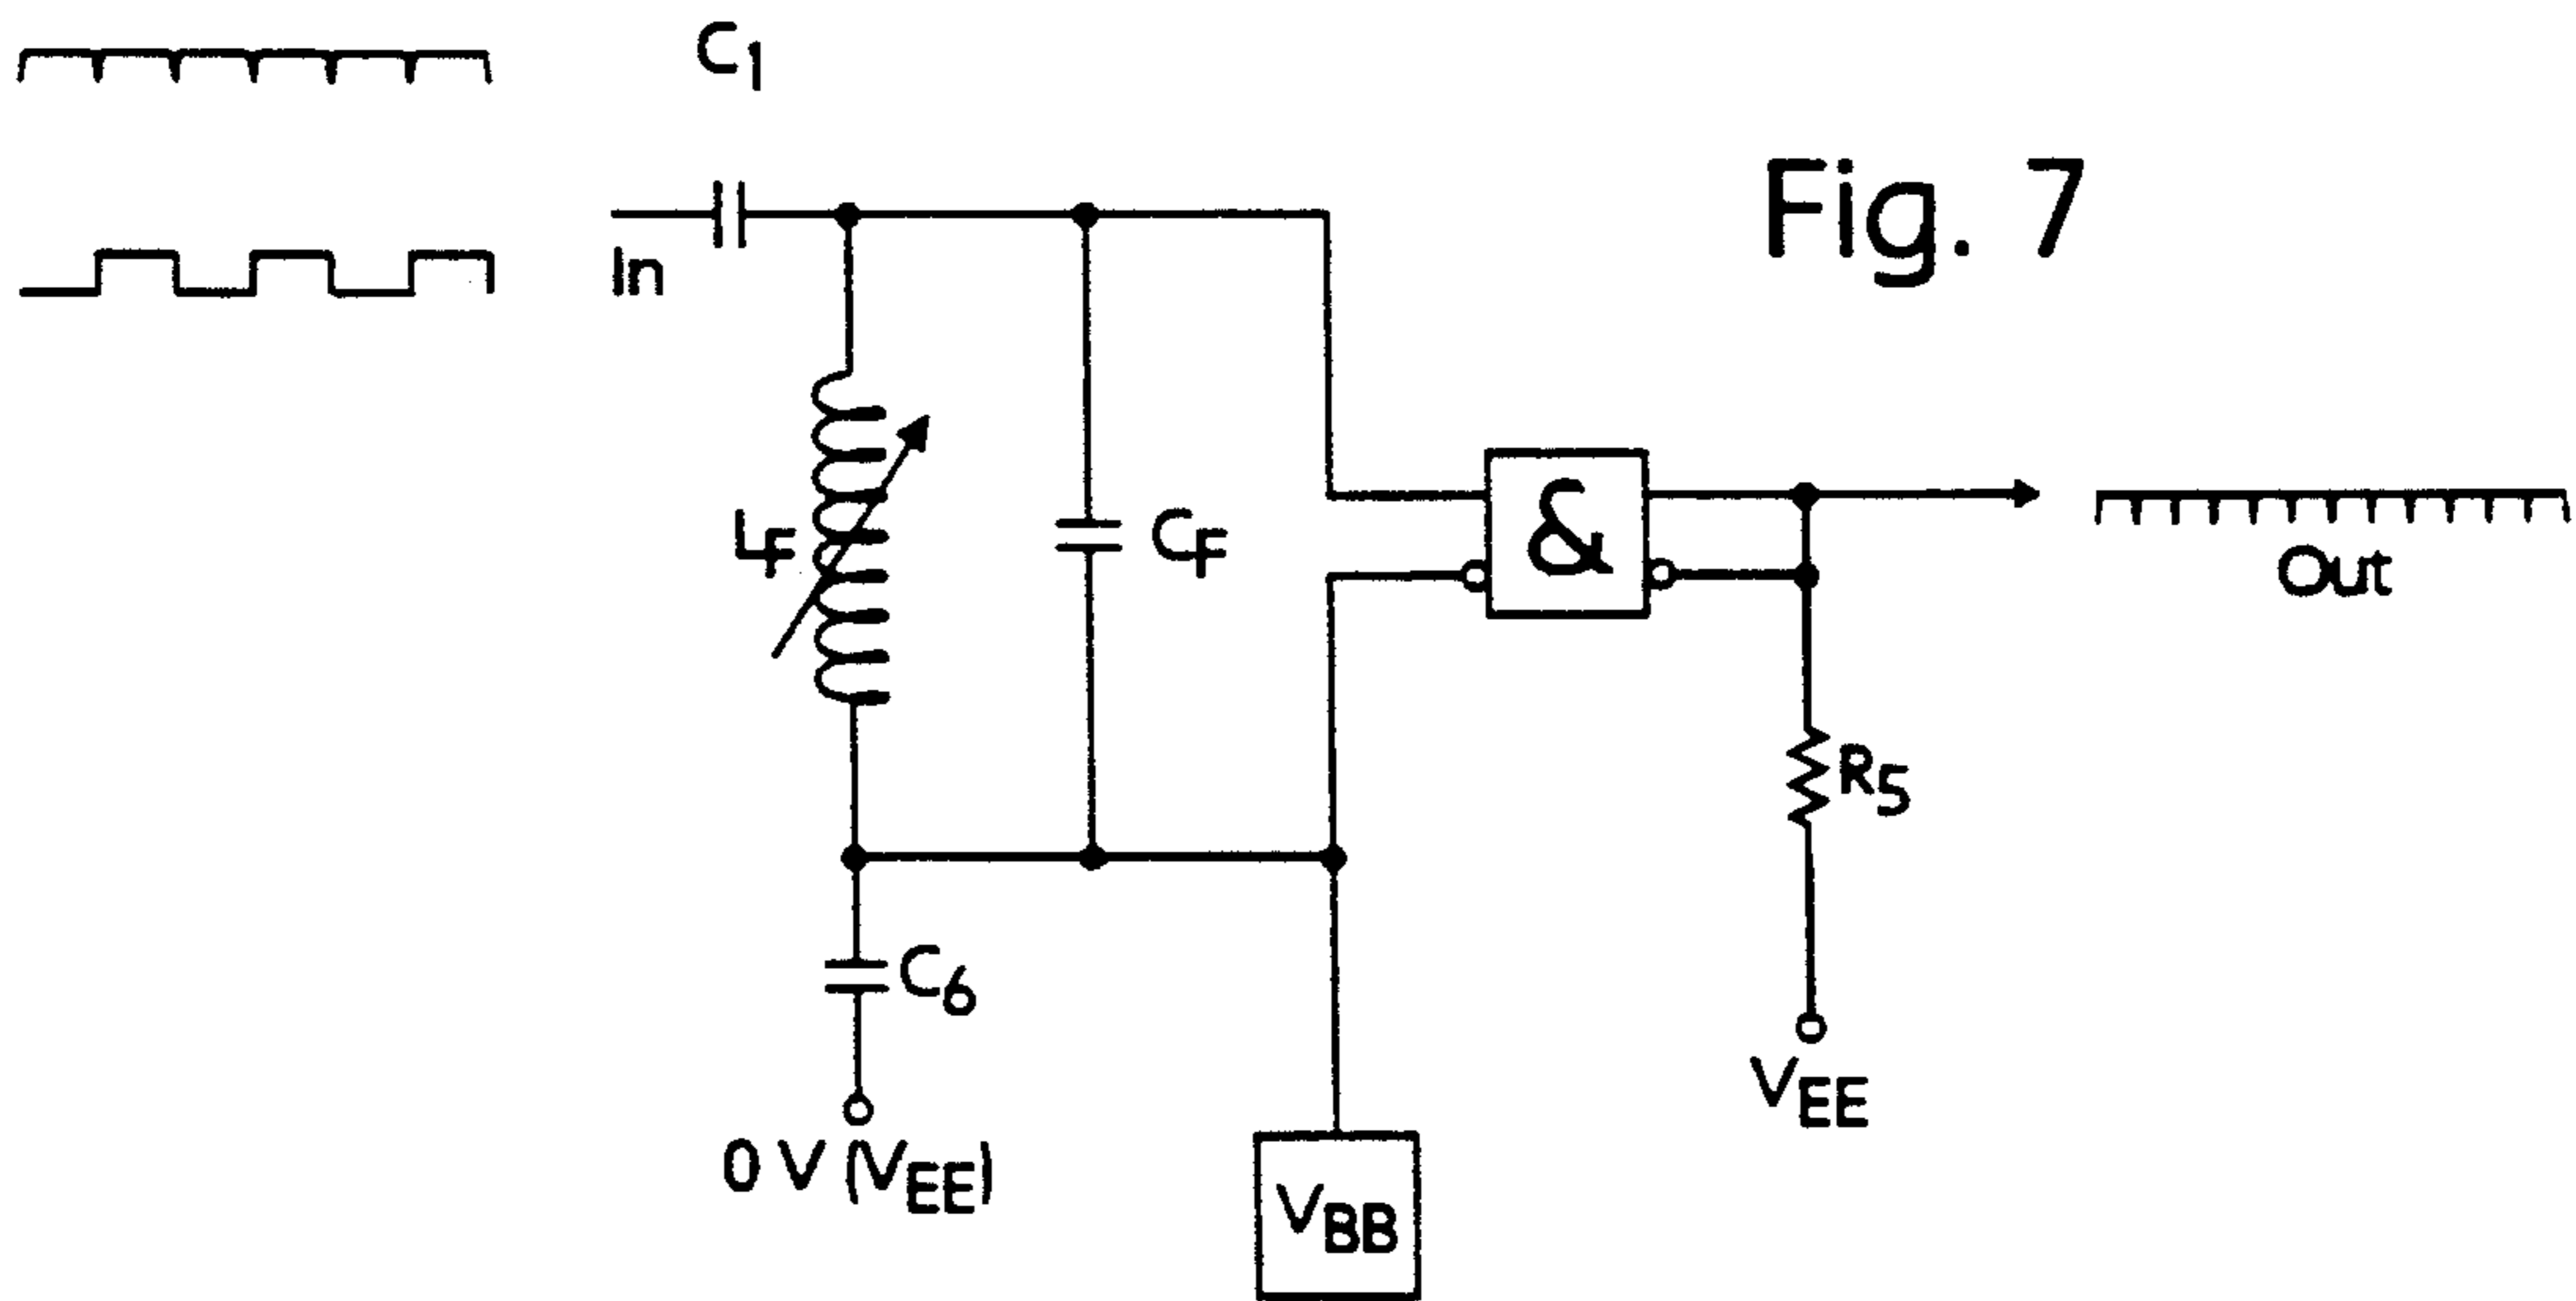 C1
Fig. 7
In
LF
CF
&
Out
R5
C6
VEE
0 V (VEE)
VBB